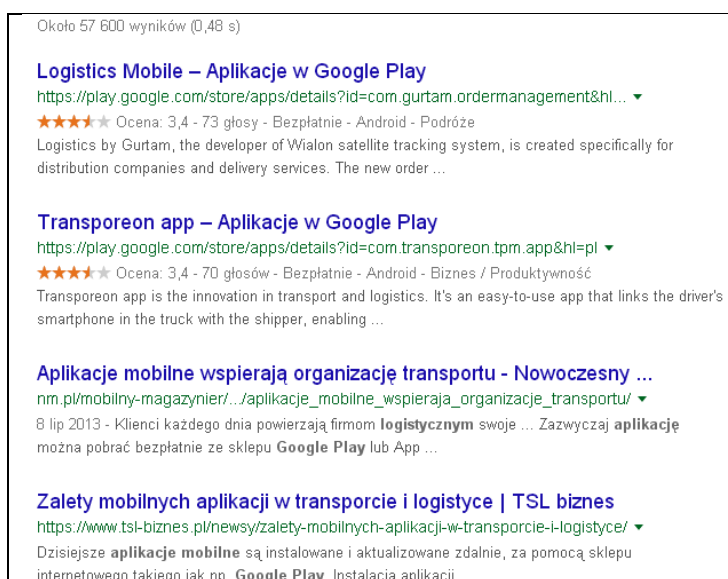 Około 57 600 wyników (0,48 s)
Logistics Mobile – Aplikacje w Google Play
https://play.google.com/store/apps/details?id=com.gurtam.ordermanagement&hl...
Ocena: 3,4 - 73 głosy - Bezpłatnie - Android - Podróże
Logistics by Gurtam, the developer of Wialon satellite tracking system, is created specifically for
distribution companies and delivery services. The new order ...
Transporeon app – Aplikacje w Google Play
https://play.google.com/store/apps/details?id=com.transporeon.tpm.app&hl=pl
Ocena: 3,4 - 70 głosów - Bezpłatnie - Android - Biznes / Produktywność
Transporeon app is the innovation in transport and logistics. It's an easy-to-use app that links the driver's
smartphone in the truck with the shipper, enabling ...
Aplikacje mobilne wspierają organizację transportu - Nowoczesny ...
nm.pl/mobilny-magazynier/.../aplikacje_mobilne_wspieraja_organizacje_transportu/
8 lip 2013 - Klienci każdego dnia powierzają firmom logistycznym swoje ... Zazwyczaj aplikację
można pobrać bezpłatnie ze sklepu Google Play lub App ...
Zalety mobilnych aplikacji w transporcie i logistyce | TSL biznes
https://www.tsl-biznes.pl/newsy/zalety-mobilnych-aplikacji-w-transporcie-i-logistyce/
Dzisiejsze aplikacje mobilne są instalowane i aktualizowane zdalnie, za pomocą sklepu
internetowego takiego jak np. Google Play. Instalacja aplikacji